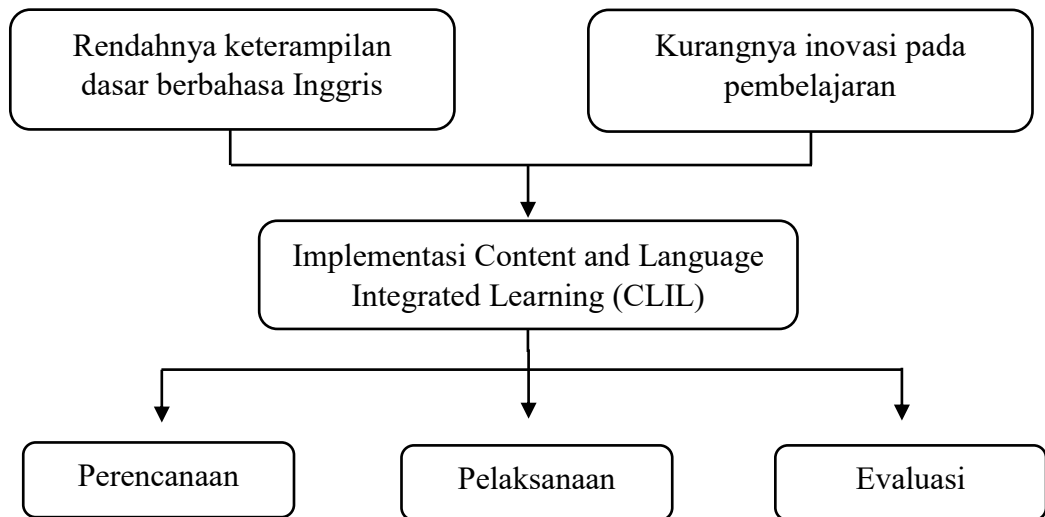 Rendahnya keterampilan
dasar berbahasa Inggris
Kurangnya inovasi pada
pembelajaran
Implementasi Content and Language
Integrated Learning (CLIL)
Perencanaan
Pelaksanaan
Evaluasi